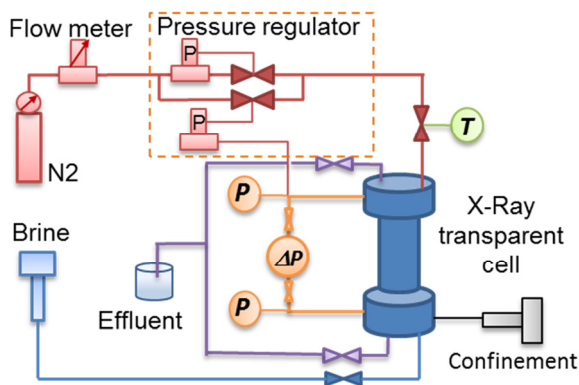 Flow meter
Pressure regulator
P
P
N2
T
P
X-Ray
transparent
cell
Brine
ΔP
Effluent
P
Confinement